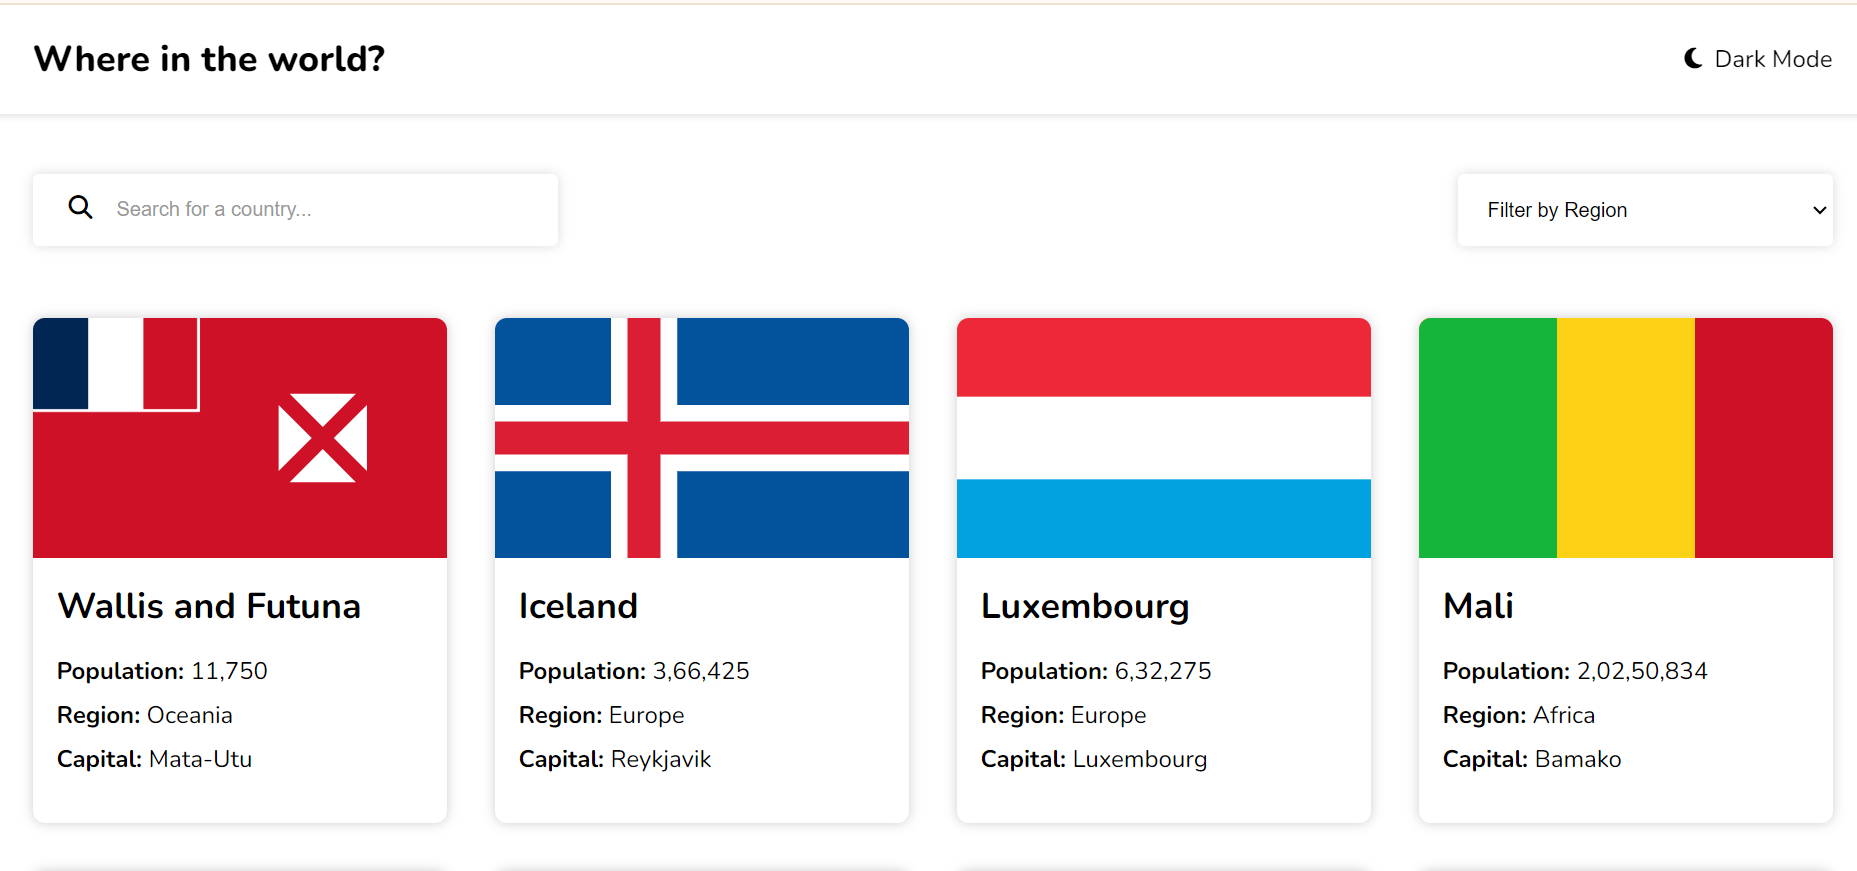 Where in the world?
Dark Mode
Search for a country...
Filter by Region
Wallis and Futuna
Population: 11,750
Region: Oceania
Capital: Mata-Utu
Iceland
Population: 3,66,425
Region: Europe
Capital: Reykjavik
Luxembourg
Population: 6,32,275
Region: Europe
Capital: Luxembourg
Mali
Population: 2,02,50,834
Region: Africa
Capital: Bamako